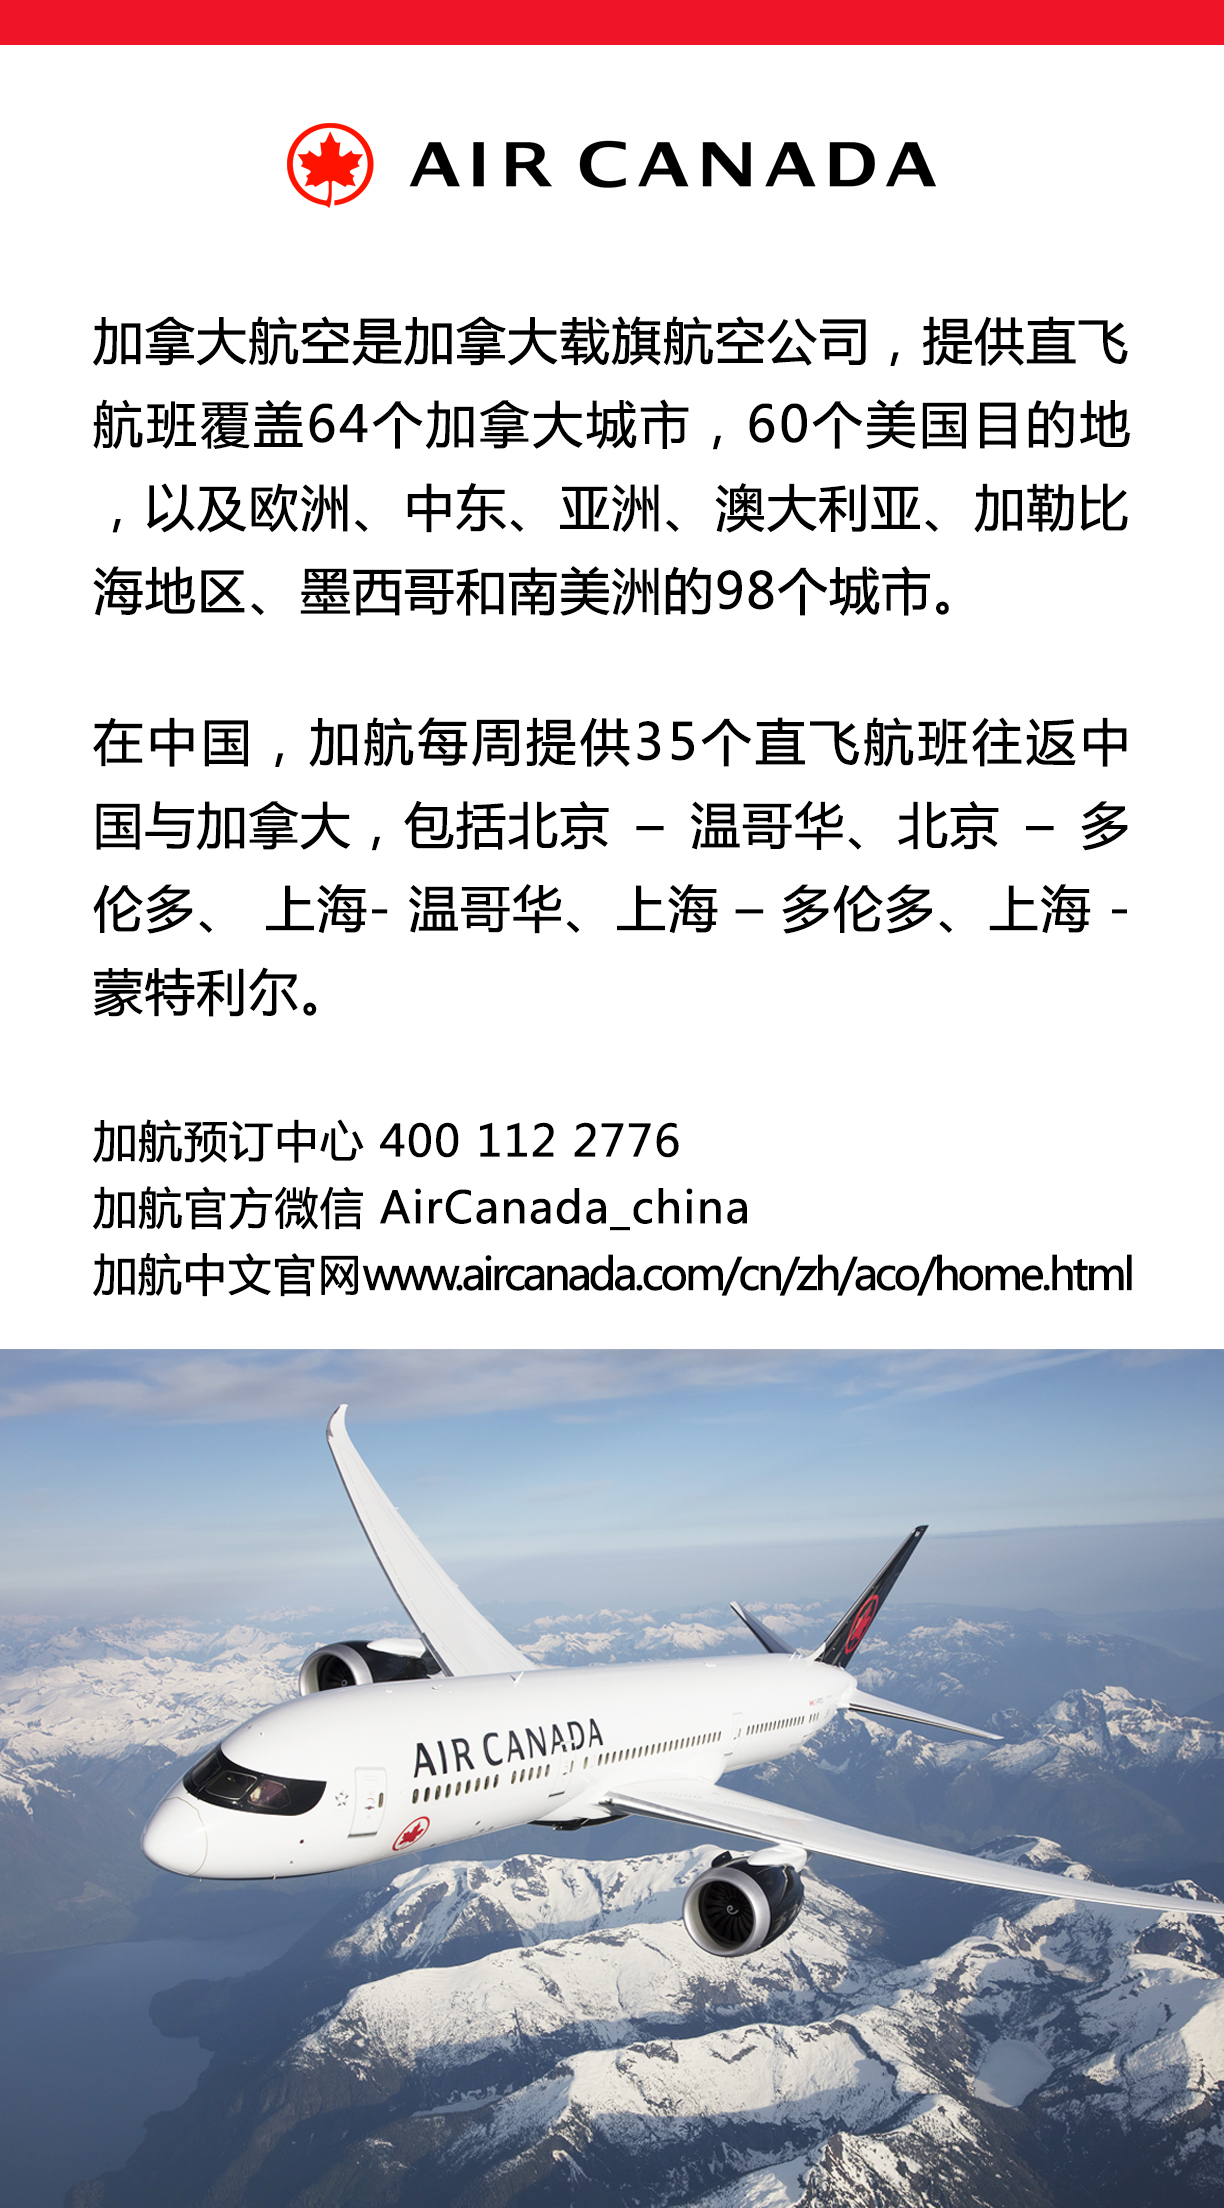 AIR CANADA
加拿大航空是加拿大载旗航空公司，提供直飞
航班覆盖64个加拿大城市，60个美国目的地
，以及欧洲、中东、亚洲、澳大利亚、加勒比
海地区、墨西哥和南美洲的98个城市。
在中国，加航每周提供35个直飞航班往返中
国与加拿大，包括北京 – 温哥华、北京 – 多
伦多、 上海- 温哥华、上海 – 多伦多、上海 -
蒙特利尔。
加航预订中心 400 112 2776
加航官方微信 AirCanada_china
加航中文官网www.aircanada.com/cn/zh/aco/home.html
AIR CANADA